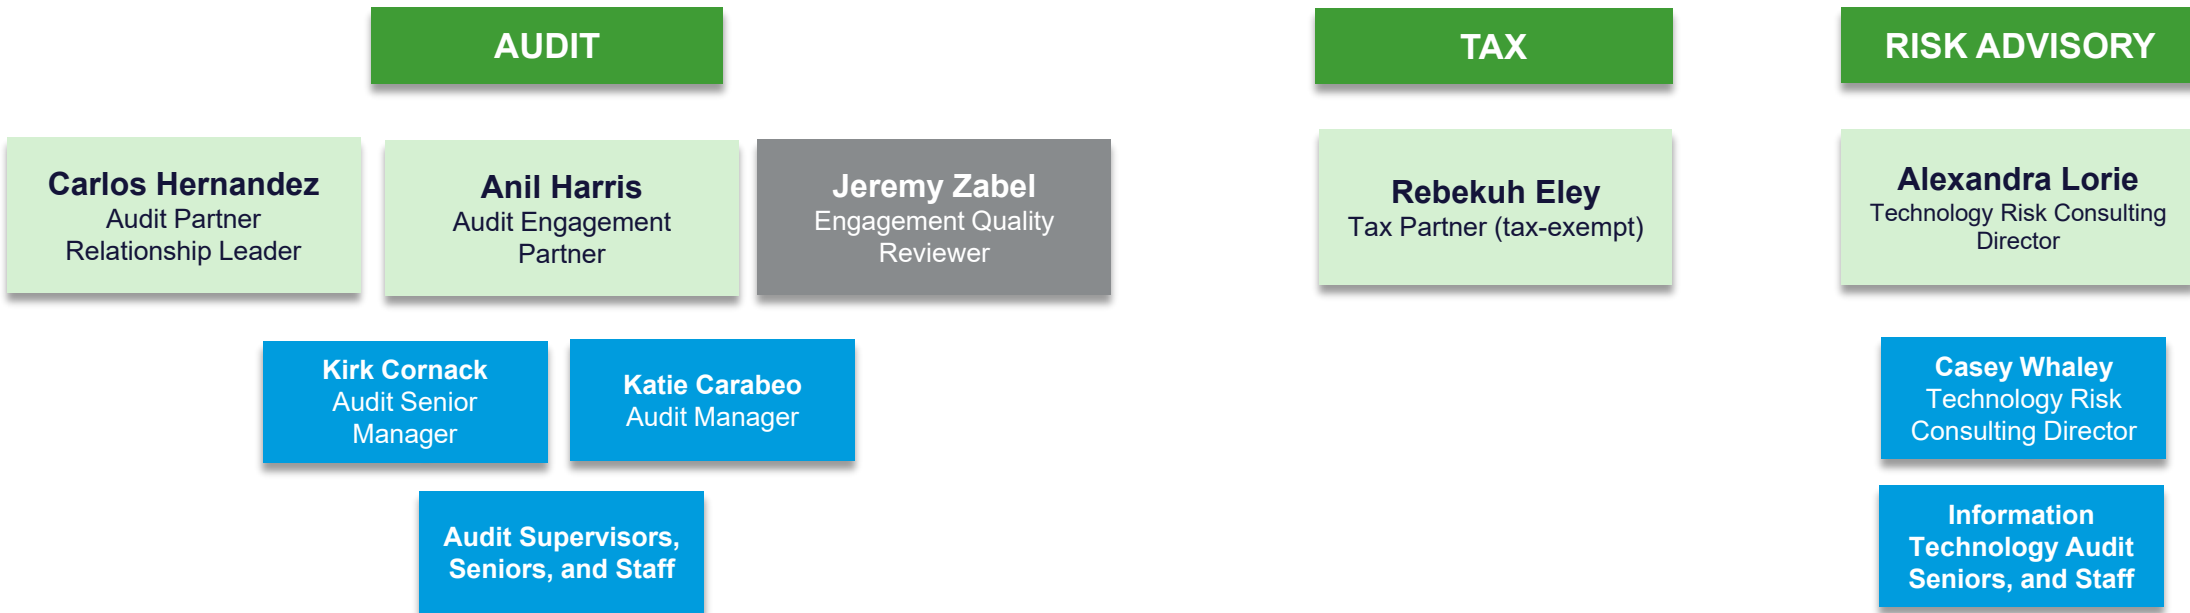 AUDIT
Carlos Hernandez
Audit Partner
Relationship Leader
Anil Harris
Audit Engagement
Partner
Jeremy Zabel
Engagement Quality
Reviewer
Kirk Cornack
Audit Senior
Manager
Katie Carabeo
Audit Manager
Audit Supervisors,
Seniors, and Staff
TAX
Rebekuh Eley
Tax Partner (tax-exempt)
RISK ADVISORY
Alexandra Lorie
Technology Risk Consulting
Director
Casey Whaley
Technology Risk
Consulting Director
Information
Technology Audit
Seniors, and Staff